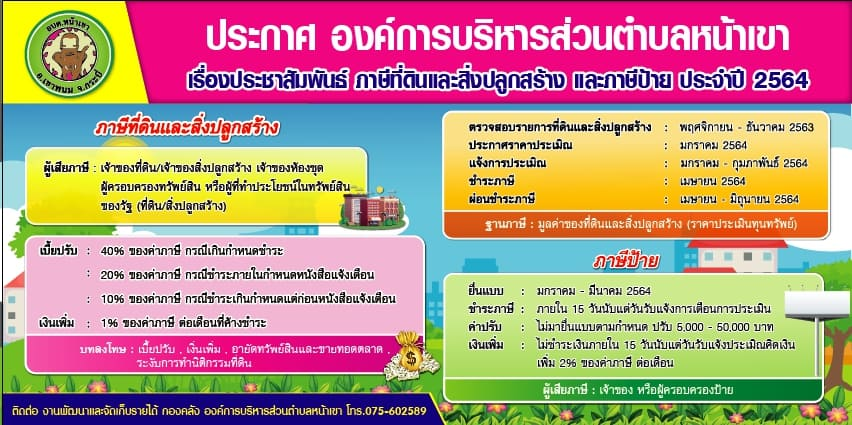 อบต.หน้าเขา
อ.เขาพนม จ.กระบี่
ประกาศ องค์การบริหารส่วนตำบลหน้าเขา
เรื่องประชาสัมพันธ์ ภาษีที่ดินและสิ่งปลูกสร้าง และภาษีป้าย ประจำปี 2564
ภาษีที่ดินและสิ่งปลูกสร้าง
ผู้เสียภาษี : เจ้าของที่ดิน/เจ้าของสิ่งปลูกสร้าง เจ้าของห้องชุด
ผู้ครอบครองทรัพย์สิน หรือผู้ที่ทำประโยชน์ในทรัพย์สิน
ของรัฐ (ที่ดิน/สิ่งปลูกสร้าง)
เบี้ยปรับ : 40% ของค่าภาษี กรณีเกินกำหนดชำระ
: 20% ของค่าภาษี กรณีชำระภายในกำหนดหนังสือแจ้งเตือน
: 10% ของค่าภาษี กรณีชำระเกินกำหนดแต่ก่อนหนังสือแจ้งเตือน
เงินเพิ่ม : 1% ของค่าภาษี ต่อเดือนที่ค้างชำระ
บทลงโทษ : เบี้ยปรับ , เงินเพิ่ม , อายัดทรัพย์สินและขายทอดตลาด ,
ระงับการทำนิติกรรมที่ดิน
ตรวจสอบรายการที่ดินและสิ่งปลูกสร้าง : พฤศจิกายน - ธันวาคม 2563
ประกาศราคาประเมิน : มกราคม 2564
แจ้งการประเมิน : มกราคม - กุมภาพันธ์ 2564
ชำระภาษี : เมษายน 2564
ผ่อนชำระภาษี : เมษายน - มิถุนายน 2564
ฐานภาษี : มูลค่าของที่ดินและสิ่งปลูกสร้าง (ราคาประเมินทุนทรัพย์)
ภาษีป้าย
ยื่นแบบ : มกราคม - มีนาคม 2564
ชำระภาษี : ภายใน 15 วันนับแต่วันรับแจ้งการเตือนการประเมิน
ค่าปรับ : ไม่มายื่นแบบตามกำหนด ปรับ 5,000 - 50,000 บาท
เงินเพิ่ม : ไม่ชำระเงินภายใน 15 วันนับแต่วันรับแจ้งประเมินคิดเงิน
เพิ่ม 2% ของค่าภาษี ต่อเดือน
ผู้เสียภาษี : เจ้าของ หรือผู้ครอบครองป้าย
ติดต่อ งานพัฒนาและจัดเก็บรายได้ กองคลัง องค์การบริหารส่วนตำบลหน้าเขา โทร.075-602589